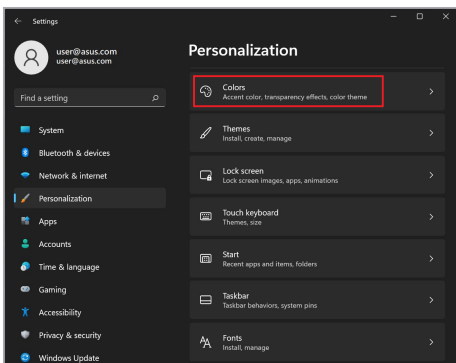 Settings
user@asus.com
user@asus.com
Find a setting
System
Bluetooth & devices
Network & internet
Personalization
Apps
Accounts
Time & language
Gaming
Accessibility
Privacy & security
Windows Update
Personalization
Colors
Accent color, transparency effects, color theme
Themes
Install, create, manage
Lock screen
Lock screen images, apps, animations
Touch keyboard
Themes, size
Start
Recent apps and items, folders
Taskbar
Taskbar behaviors, system pins
Fonts
Install, manage